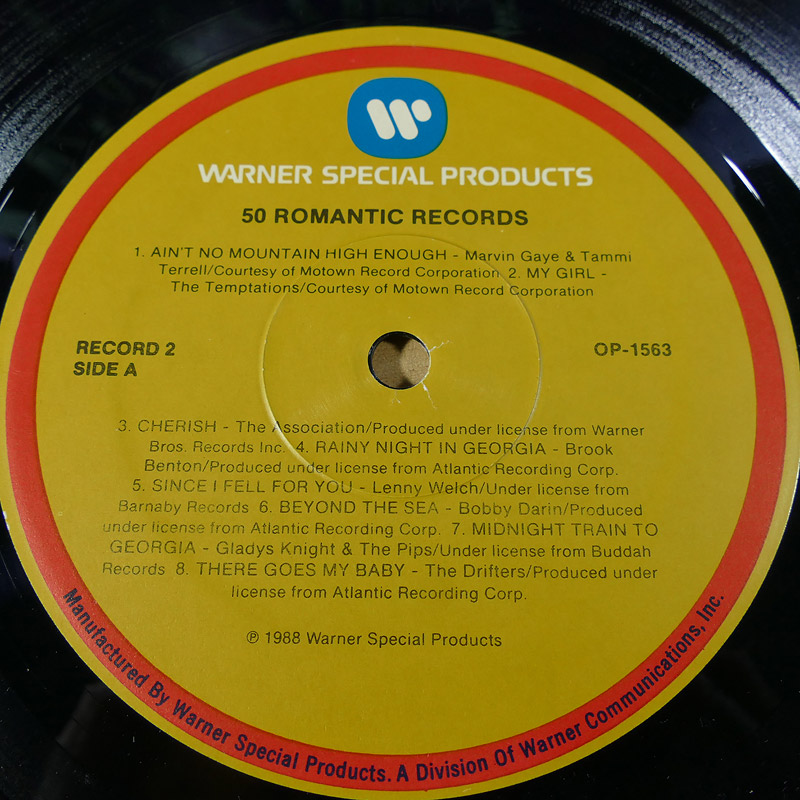 WARNER SPECIAL PRODUCTS
50 ROMANTIC RECORDS
1. AIN'T NO MOUNTAIN HIGH ENOUGH - Marvin Gaye & Tammi
Terrell/Courtesy of Motown Record Corporation 2. MY GIRL -
The Temptations/Courtesy of Motown Record Corporation
RECORD 2
SIDE A
OP-1563
3. CHERISH - The Association/Produced under license from Warner
Bros. Records Inc. 4. RAINY NIGHT IN GEORGIA - Brook
Benton/Produced under license from Atlantic Recording Corp.
5. SINCE I FELL FOR YOU - Lenny Welch/Under license from
Barnaby Records 6. BEYOND THE SEA - Bobby Darin/Produced
under license from Atlantic Recording Corp. 7. MIDNIGHT TRAIN TO
GEORGIA - Gladys Knight & The Pips/Under license from Buddah
Records 8. THERE GOES MY BABY - The Drifters/Produced under
license from Atlantic Recording Corp.
℗ 1988 Warner Special Products
Manufactured By Warner Special Products. A Division Of Warner Communications, Inc.